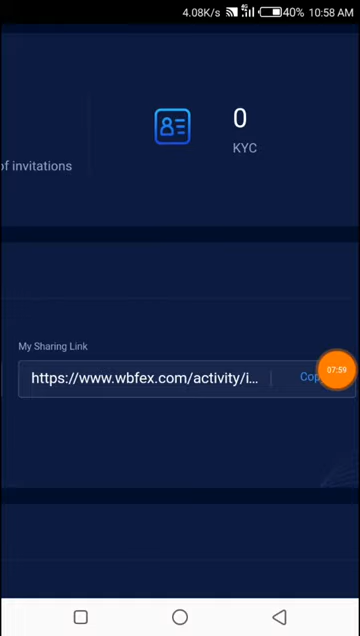 4.08K/s 4G 40% 10:58 AM
0
KYC
of invitations
My Sharing Link
https://www.wbfex.com/activity/i...
Cop
07:59